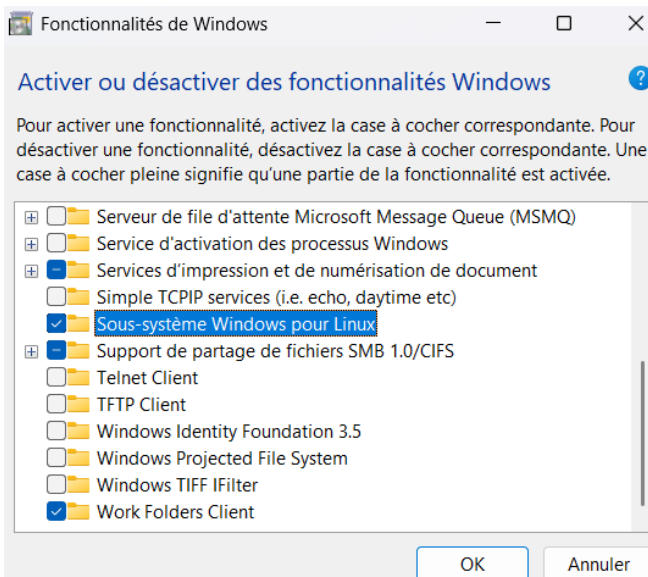 Fonctionnalités de Windows
Activer ou désactiver des fonctionnalités Windows
?
Pour activer une fonctionnalité, activez la case à cocher correspondante. Pour
désactiver une fonctionnalité, désactivez la case à cocher correspondante. Une
case à cocher pleine signifie qu'une partie de la fonctionnalité est activée.
Serveur de file d'attente Microsoft Message Queue (MSMQ)
Service d'activation des processus Windows
Services d'impression et de numérisation de document
Simple TCPIP services (i.e. echo, daytime etc)
Sous-système Windows pour Linux
Support de partage de fichiers SMB 1.0/CIFS
Telnet Client
TFTP Client
Windows Identity Foundation 3.5
Windows Projected File System
Windows TIFF IFilter
Work Folders Client
OK
Annuler